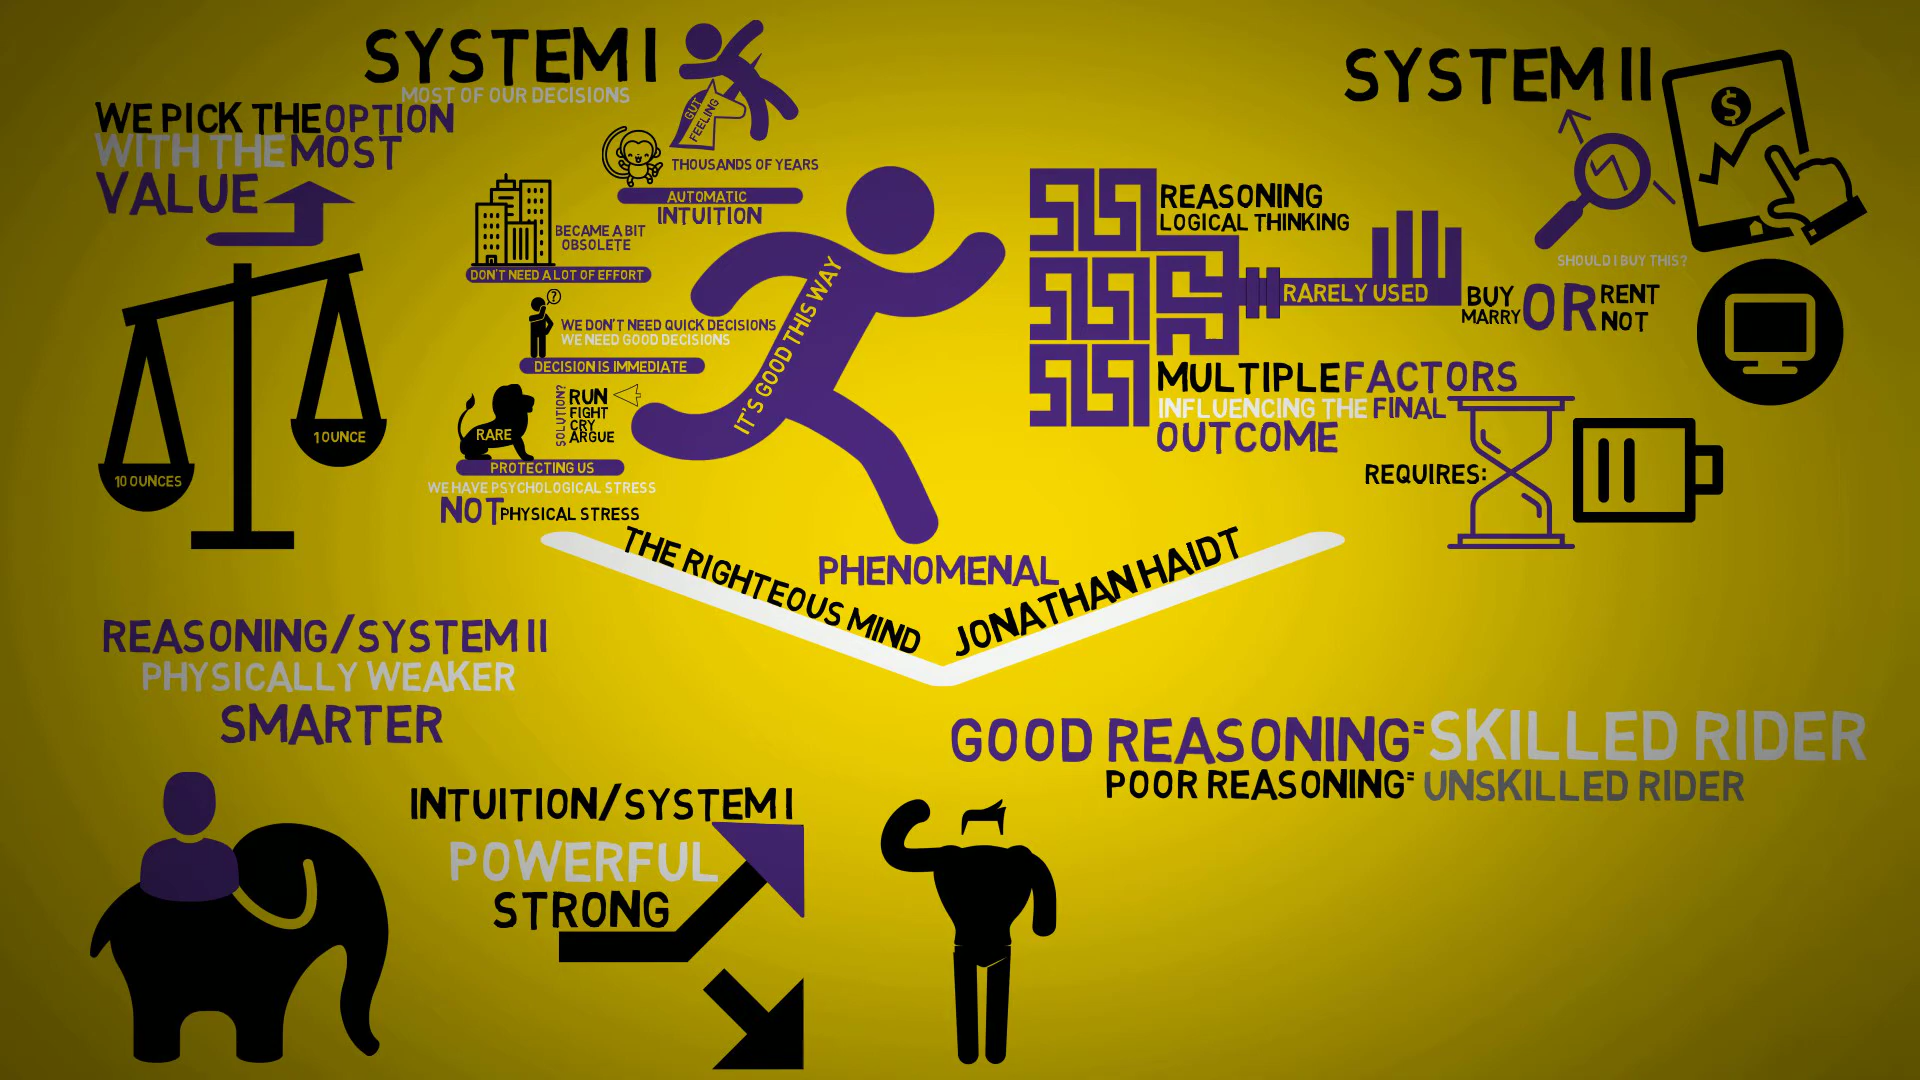 SYSTEM I
MOST OF OUR DECISIONS
WE PICK THE OPTION
WITH THE MOST
VALUE
10 OUNCES
1 OUNCE
GUT
FEELING
THOUSANDS OF YEARS
AUTOMATIC
INTUITION
BECAME A BIT
OBSOLETE
DON'T NEED A LOT OF EFFORT
?
WE DON'T NEED QUICK DECISIONS
WE NEED GOOD DECISIONS
DECISION IS IMMEDIATE
RARE
SOLUTION?
RUN
FIGHT
CRY
ARGUE
PROTECTING US
WE HAVE PSYCHOLOGICAL STRESS
NOT PHYSICAL STRESS
IT'S GOOD THIS WAY
SYSTEM II
$
SHOULD I BUY THIS?
REASONING
LOGICAL THINKING
RARELY USED
BUY OR RENT
MARRY NOT
MULTIPLE FACTORS
INFLUENCING THE FINAL
OUTCOME
REQUIRES:
THE RIGHTEOUS MIND
PHENOMENAL
JONATHAN HAIDT
REASONING/SYSTEM II
PHYSICALLY WEAKER
SMARTER
INTUITION/SYSTEM I
POWERFUL
STRONG
GOOD REASONING= SKILLED RIDER
POOR REASONING= UNSKILLED RIDER